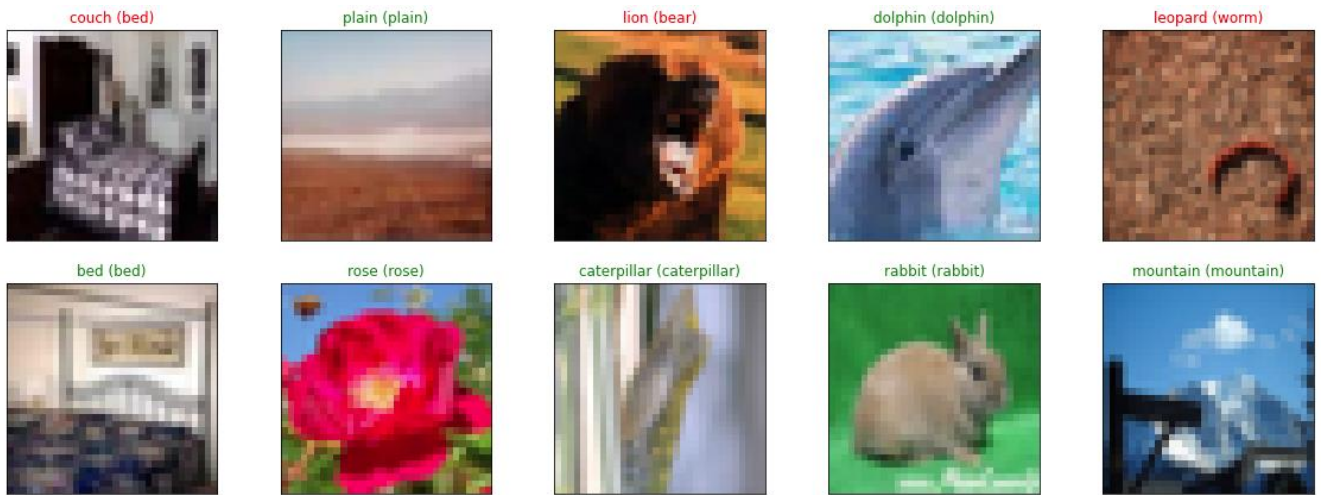 couch (bed)
plain (plain)
lion (bear)
dolphin (dolphin)
leopard (worm)
bed (bed)
rose (rose)
caterpillar (caterpillar)
rabbit (rabbit)
mountain (mountain)